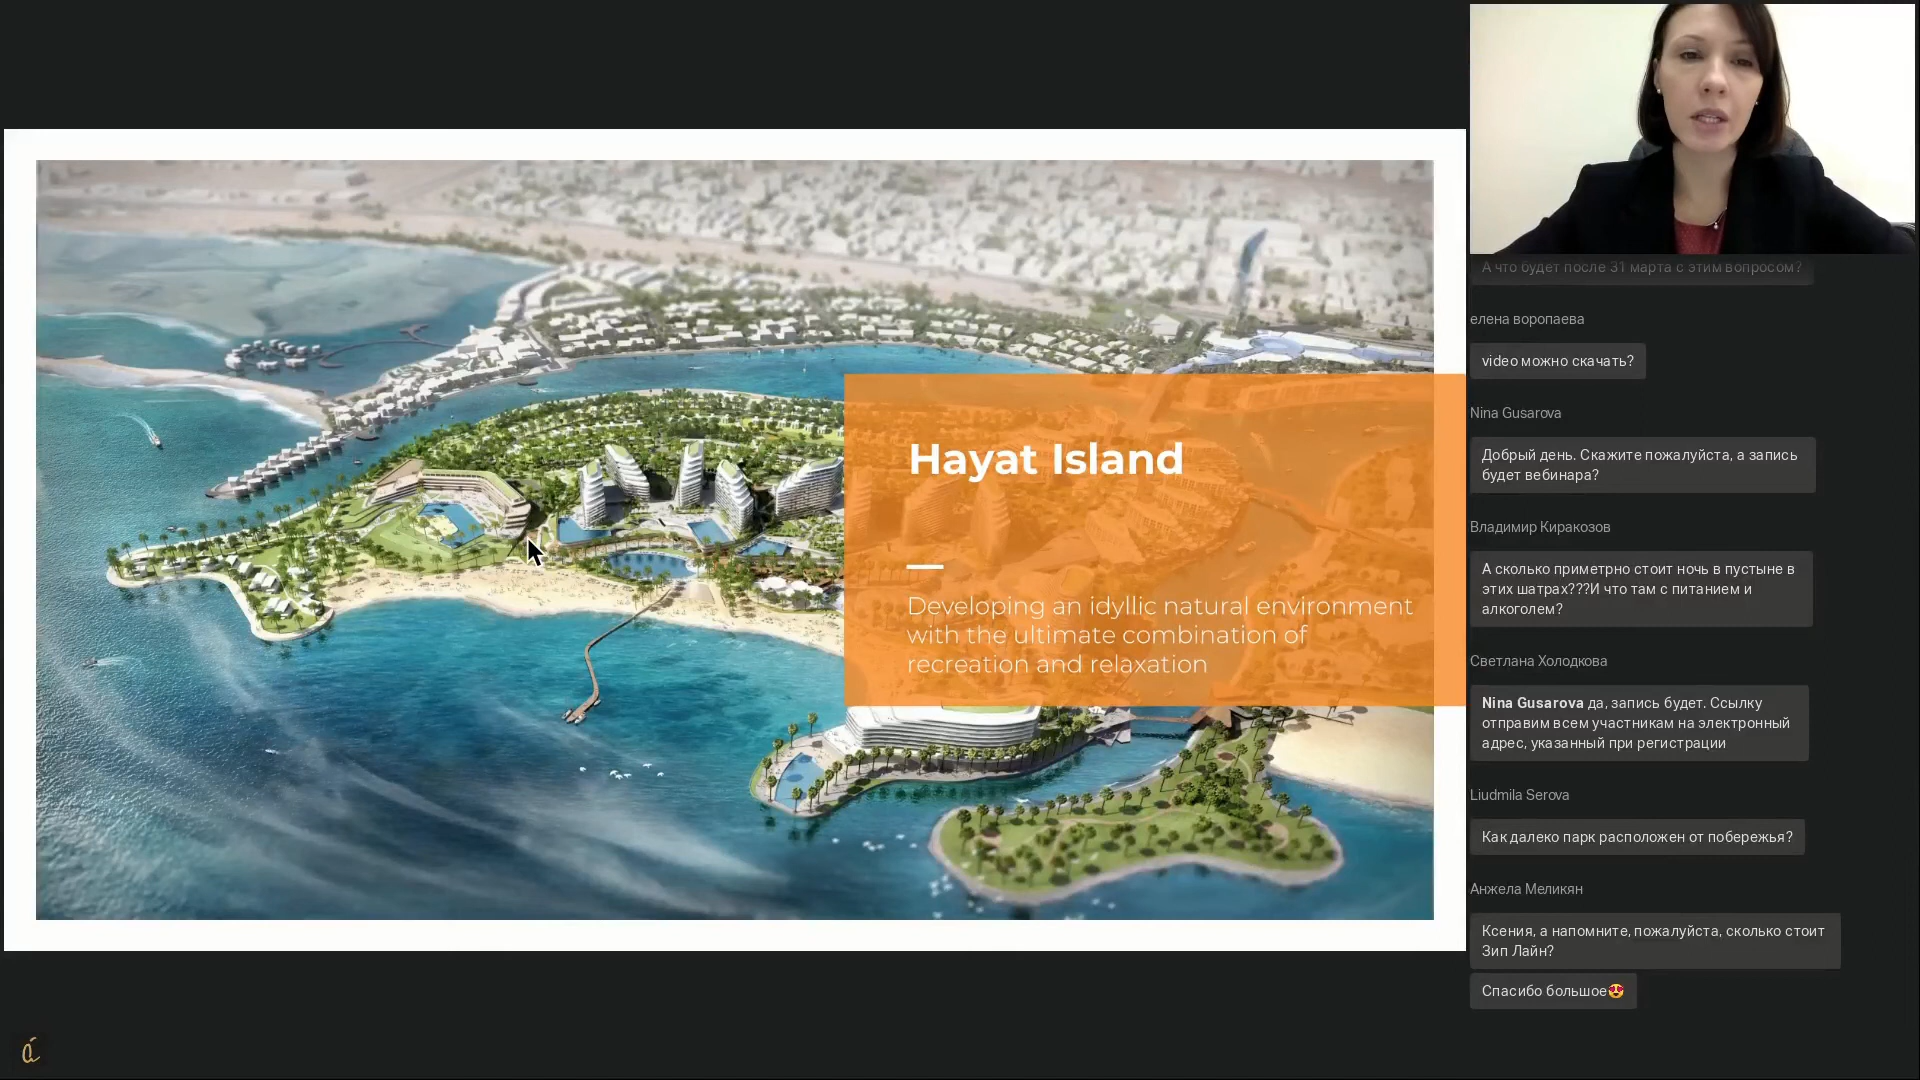 Hayat Island
Developing an idyllic natural environment
with the ultimate combination of
recreation and relaxation
А что будет после 31 марта с этим вопросом?
елена воропаева
video можно скачать?
Nina Gusarova
Добрый день. Скажите пожалуйста, а запись
будет вебинара?
Владимир Киракозов
А сколько приметрно стоит ночь в пустыне в
этих шатрах???И что там с питанием и
алкоголем?
Светлана Холодкова
Nina Gusarova да, запись будет. Ссылку
отправим всем участникам на электронный
адрес, указанный при регистрации
Liudmila Serova
Как далеко парк расположен от побережья?
Анжела Меликян
Ксения, а напомните, пожалуйста, сколько стоит
Зип Лайн?
Спасибо большое😍
á